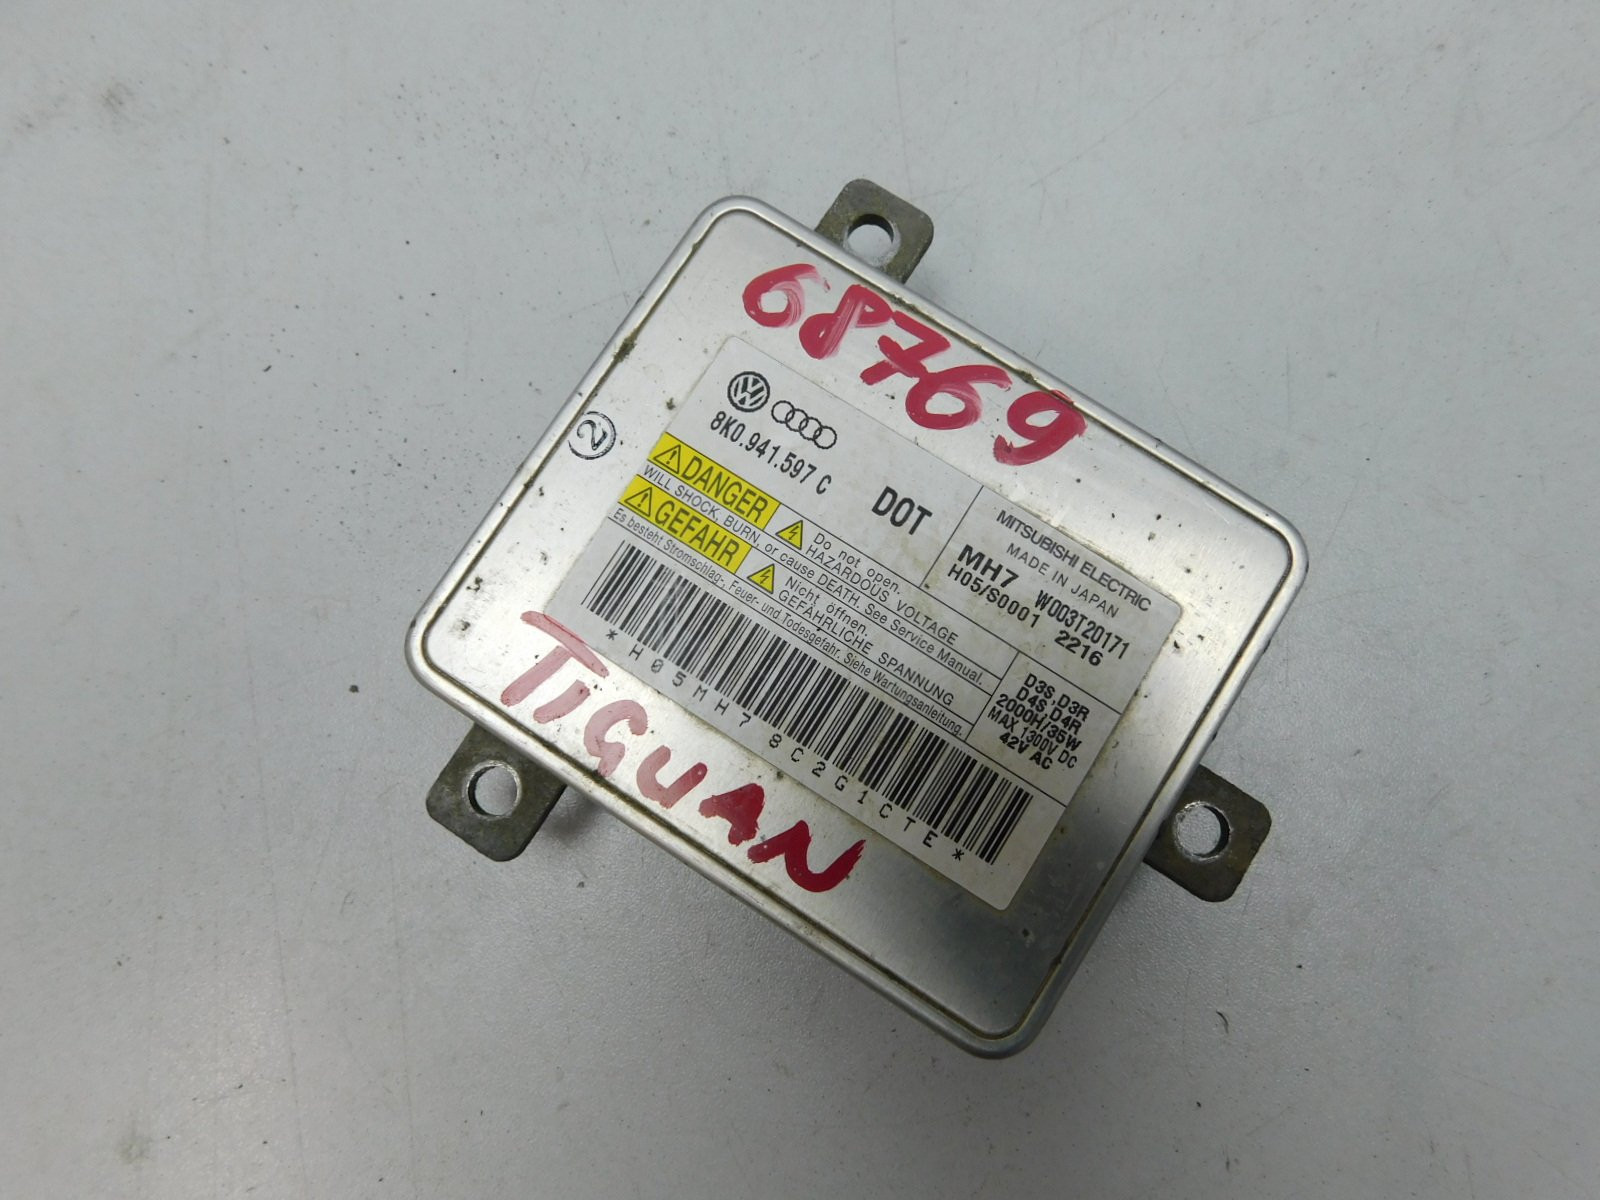 68769
8K0.941.597 C
DOT
MITSUBISHI ELECTRIC
MADE IN JAPAN
MH7 W003T20171
H05/S0001 2216
DANGER
Do not open.
HAZARDOUS VOLTAGE
WILL SHOCK, BURN, or cause DEATH. See Service Manual.
GEFAHR
Nicht öffnen.
GEFÄHRLICHE SPANNUNG
Es besteht Stromschlag-, Feuer- und Todesgefahr. Siehe Wartungsanleitung.
D3S, D3R
D4S, D4R
2000H/35W
MAX 1300V DC
42V AC
*H05MH78C2G1CTE*
2
TIGUAN